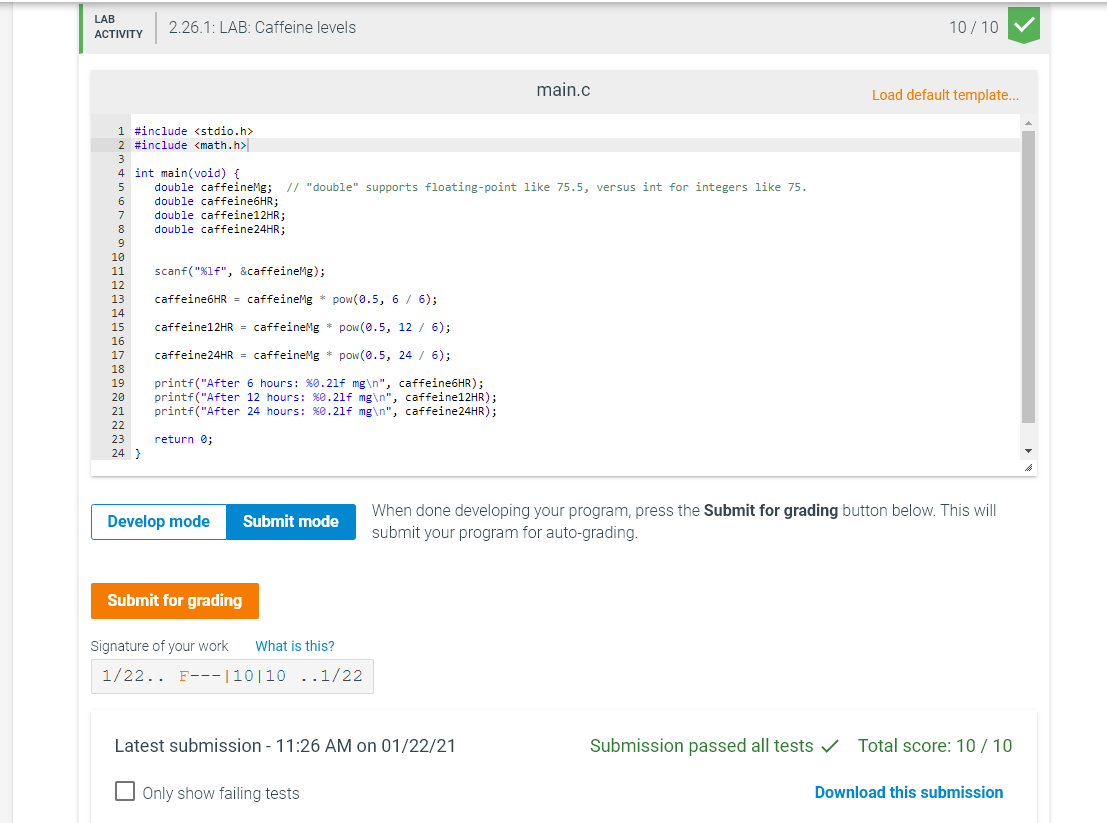 LAB
ACTIVITY
2.26.1: LAB: Caffeine levels
10 / 10
main.c
Load default template...
1 #include <stdio.h>
2 #include <math.h>
3
4 int main(void) {
5    double caffeineMg;  // "double" supports floating-point like 75.5, versus int for integers like 75.
6    double caffeine6HR;
7    double caffeine12HR;
8    double caffeine24HR;
9
10
11    scanf("%lf", &caffeineMg);
12
13    caffeine6HR = caffeineMg * pow(0.5, 6 / 6);
14
15    caffeine12HR = caffeineMg * pow(0.5, 12 / 6);
16
17    caffeine24HR = caffeineMg * pow(0.5, 24 / 6);
18
19    printf("After 6 hours: %0.2lf mg\n", caffeine6HR);
20    printf("After 12 hours: %0.2lf mg\n", caffeine12HR);
21    printf("After 24 hours: %0.2lf mg\n", caffeine24HR);
22
23    return 0;
24 }
Develop mode
Submit mode
When done developing your program, press the Submit for grading button below. This will
submit your program for auto-grading.
Submit for grading
Signature of your work
What is this?
1/22.. F---|10|10 ..1/22
Latest submission - 11:26 AM on 01/22/21
Submission passed all tests ✓
Total score: 10 / 10
Only show failing tests
Download this submission